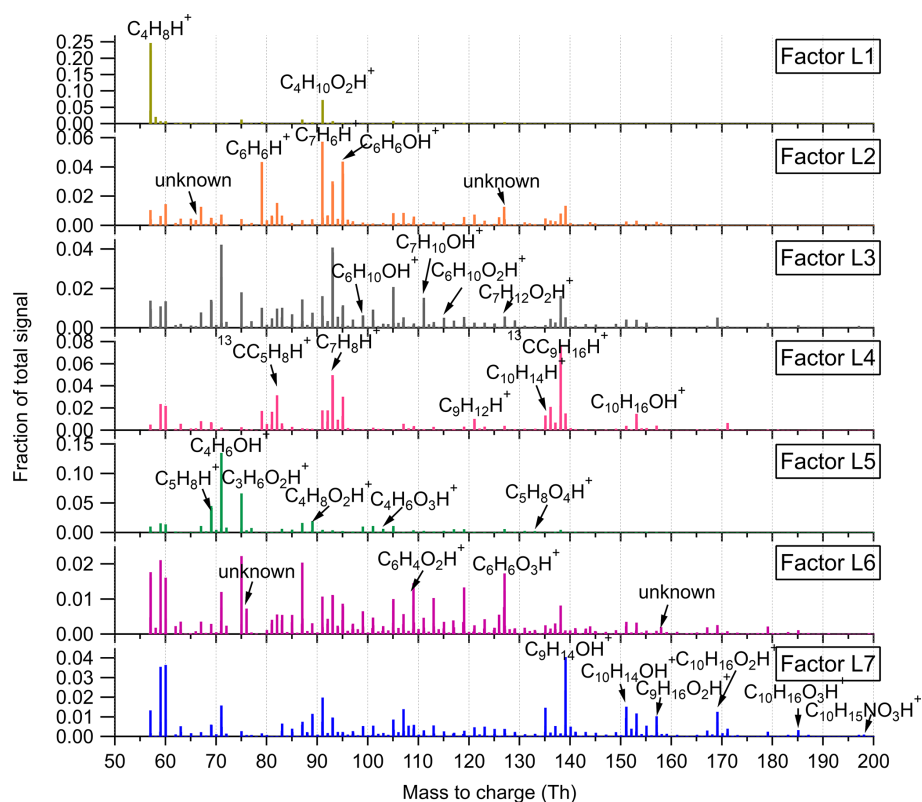 C₄H₈H⁺
0.25
0.20
0.15
0.10
0.05
0.00
C₄H₁₀O₂H⁺
Factor L1
0.06
0.04
0.02
0.00
unknown
C₆H₆H⁺
C₇H₆H⁺
C₆H₆OH⁺
unknown
Factor L2
0.04
0.02
0.00
C₆H₁₀OH⁺
C₇H₁₀OH⁺
C₆H₁₀O₂H⁺
C₇H₁₂O₂H⁺
Factor L3
0.08
0.06
0.04
0.02
0.00
¹³CC₅H₈H⁺
C₇H₈H⁺
C₉H₁₂H⁺
C₁₀H₁₄H⁺
¹³CC₉H₁₆H⁺
C₁₀H₁₆OH⁺
Factor L4
0.15
0.10
0.05
0.00
C₅H₈H⁺
C₄H₆OH⁺
C₃H₆O₂H⁺
C₄H₈O₂H⁺
C₄H₆O₃H⁺
C₅H₈O₄H⁺
Factor L5
0.02
0.01
0.00
unknown
C₆H₄O₂H⁺
C₆H₆O₃H⁺
unknown
Factor L6
0.04
0.03
0.02
0.01
0.00
C₉H₁₄OH⁺
C₁₀H₁₄OH⁺
C₉H₁₆O₂H⁺
C₁₀H₁₆O₂H⁺
C₁₀H₁₆O₃H⁺
C₁₀H₁₅NO₃H⁺
Factor L7
50 60 70 80 90 100 110 120 130 140 150 160 170 180 190 200
Mass to charge (Th)
Fraction of total signal